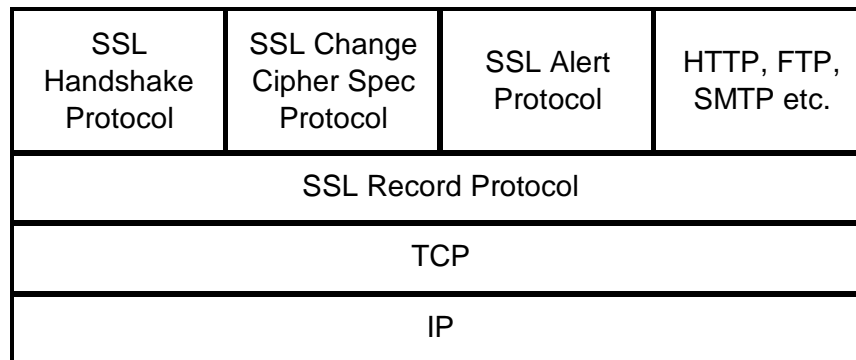 SSL
Handshake
Protocol
SSL Change
Cipher Spec
Protocol
SSL Alert
Protocol
HTTP, FTP,
SMTP etc.
SSL Record Protocol
TCP
IP